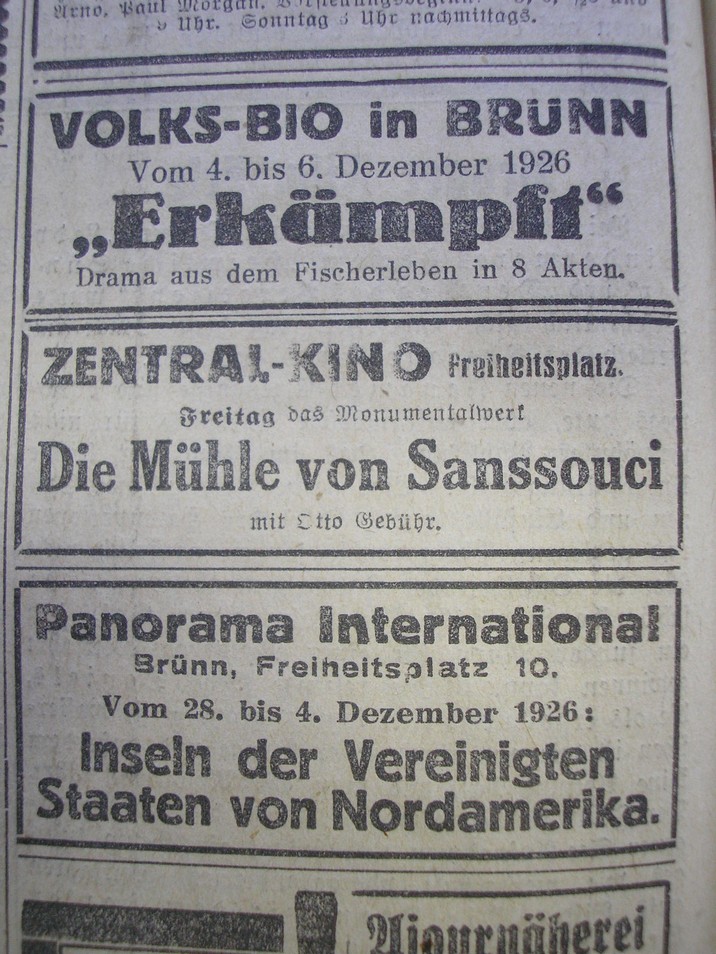 Arno, Paul Morgan.
Uhr. Sonntag 3 Uhr nachmittags.
VOLKS-BIO in BRÜNN
Vom 4. bis 6. Dezember 1926
„Erkämpft“
Drama aus dem Fischerleben in 8 Akten.
ZENTRAL-KINO Freiheitsplatz.
Freitag das Monumentalwerk
Die Mühle von Sanssouci
mit Otto Gebühr.
Panorama International
Brünn, Freiheitsplatz 10.
Vom 28. bis 4. Dezember 1926:
Inseln der Vereinigten
Staaten von Nordamerika.
Ajournäherei